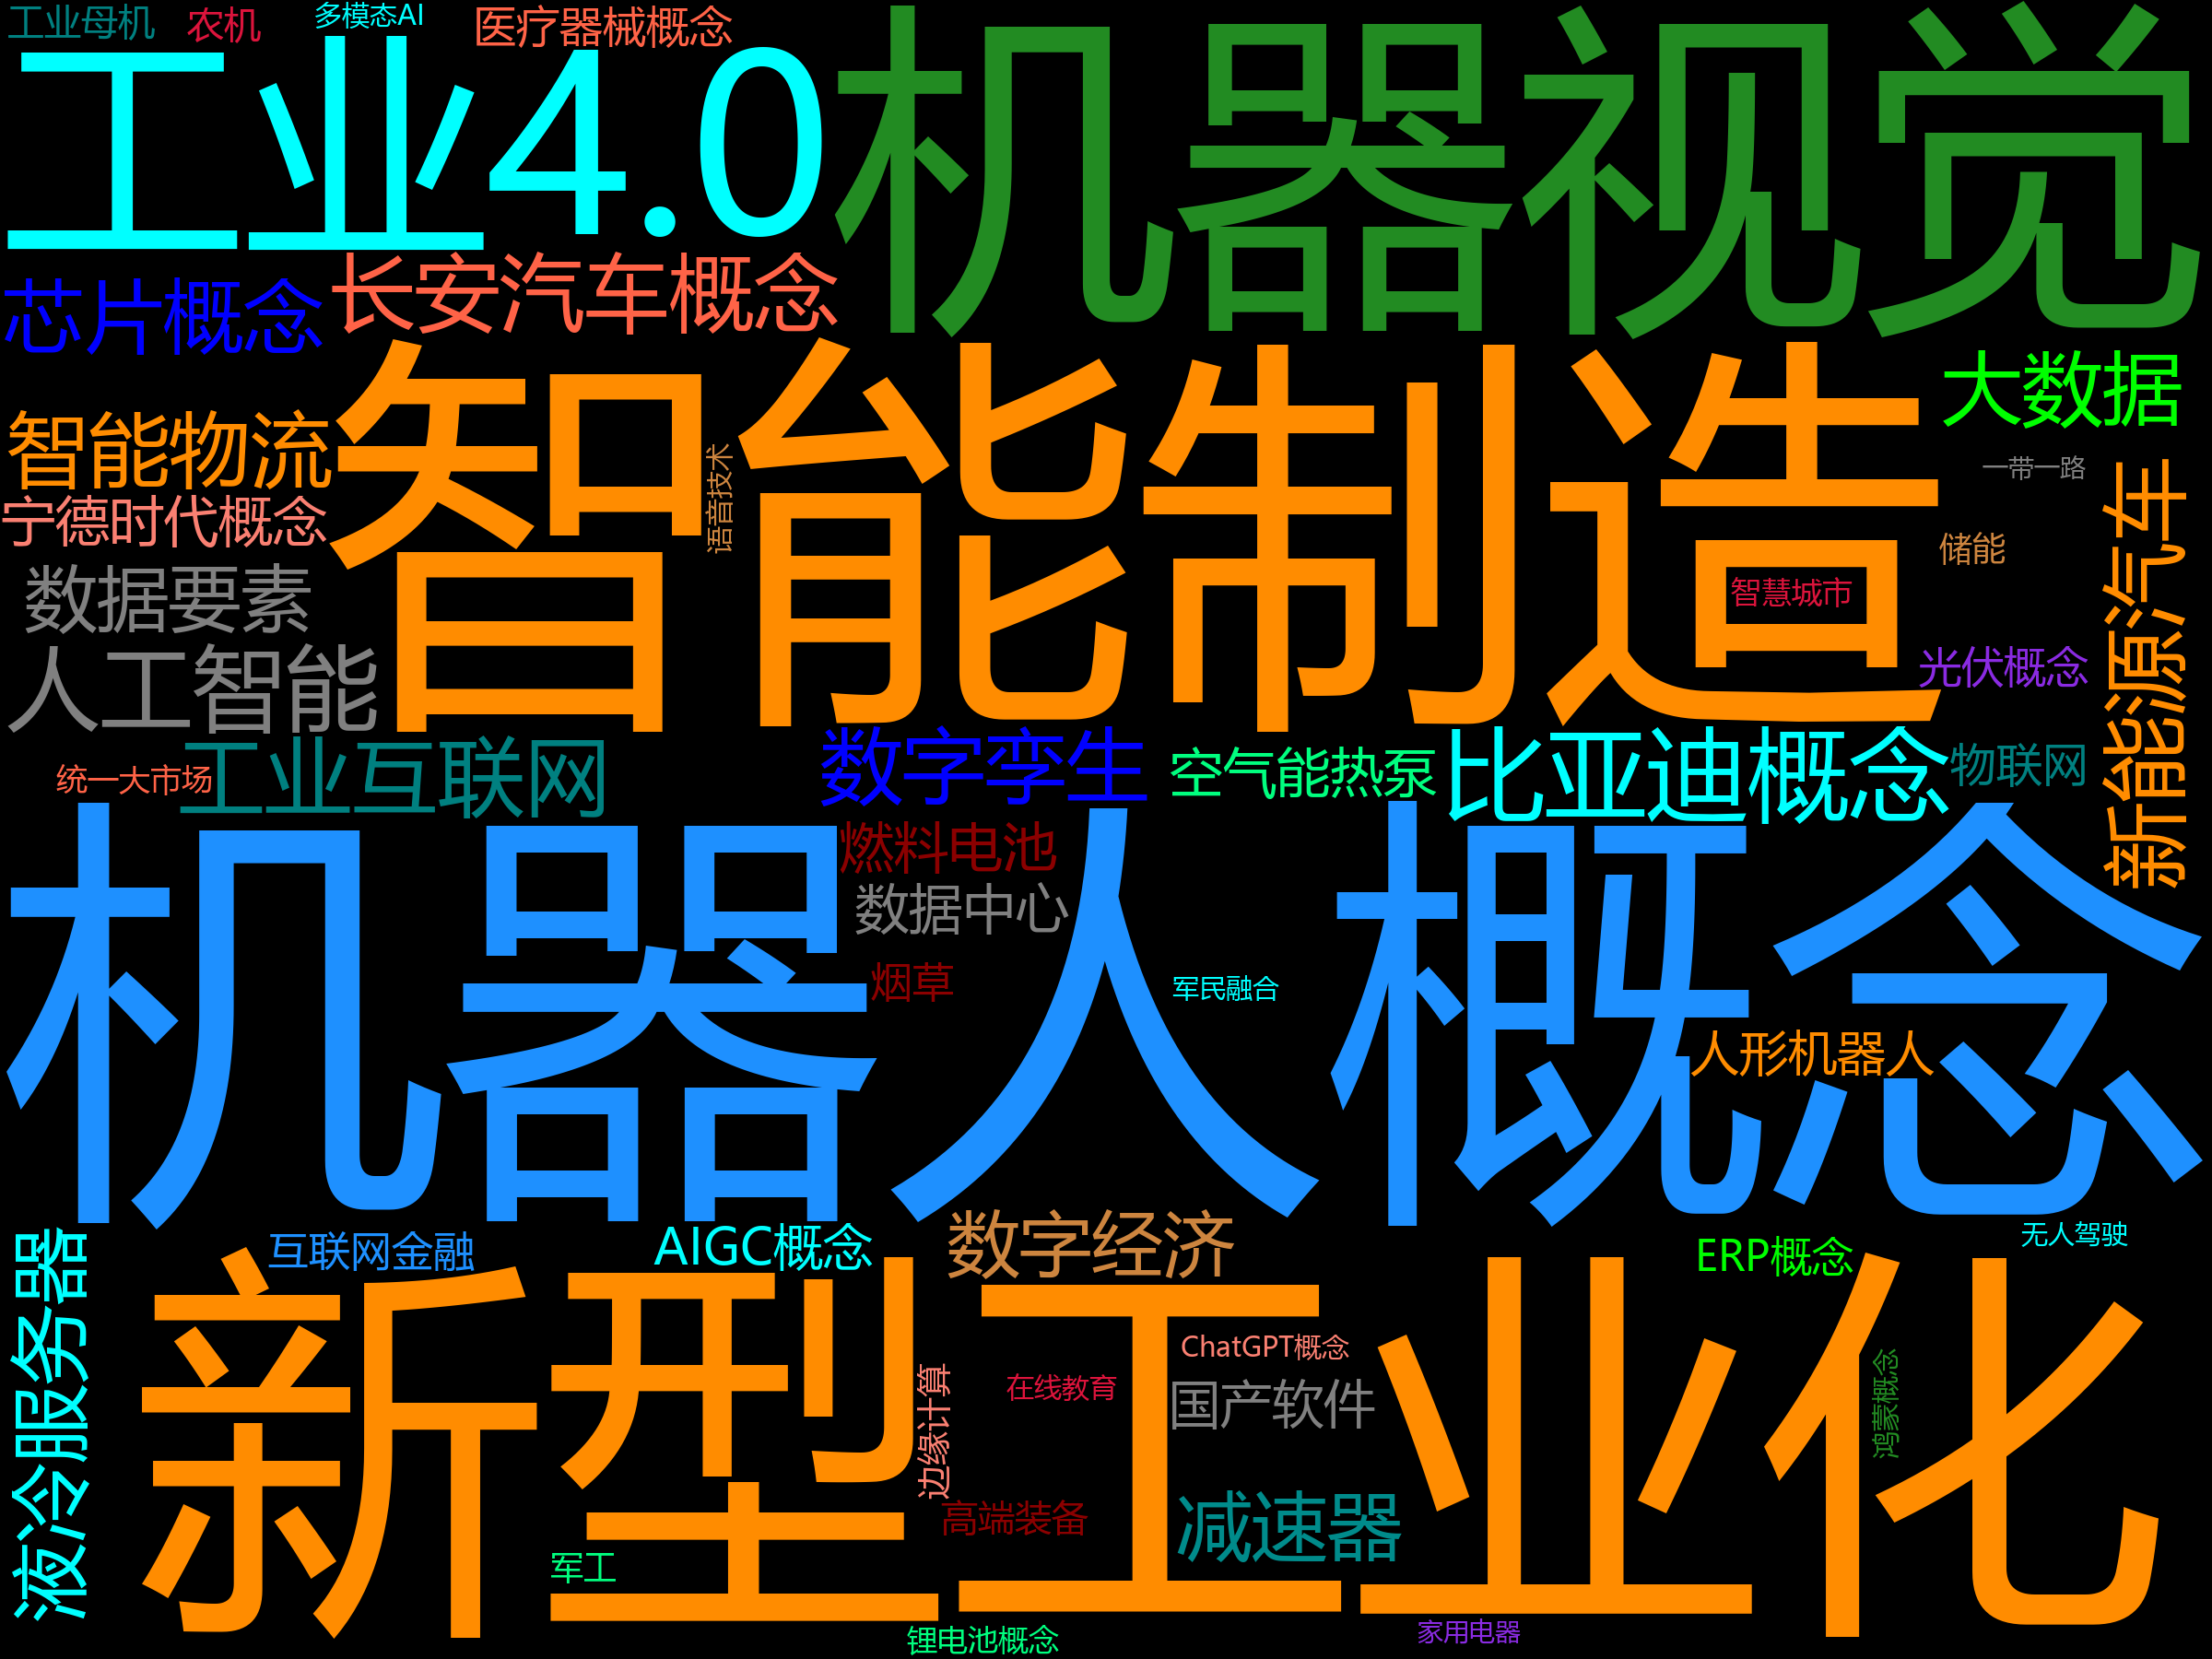 工业母机
农机
多模态AI
医疗器械概念
工业4.0
机器视觉
芯片概念
长安汽车概念
智能制造
大数据
智能物流
语音技术
一带一路
宁德时代概念
新能源汽车
储能
数据要素
智慧城市
人工智能
光伏概念
统一大市场
工业互联网
数字孪生
空气能热泵
比亚迪概念
物联网
机器人概念
燃料电池
数据中心
烟草
军民融合
人形机器人
液冷服务器
互联网金融
AIGC概念
数字经济
ERP概念
无人驾驶
新型工业化
ChatGPT概念
在线教育
国产软件
边缘计算
鸿蒙概念
高端装备
减速器
军工
锂电池概念
家用电器